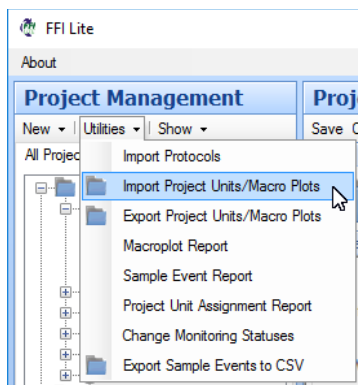 FFI Lite
About
Project Management
Proj
New Utilities Show
Save C
All Projec
Import Protocols
Import Project Units/Macro Plots
Export Project Units/Macro Plots
Macroplot Report
Sample Event Report
Project Unit Assignment Report
Change Monitoring Statuses
Export Sample Events to CSV